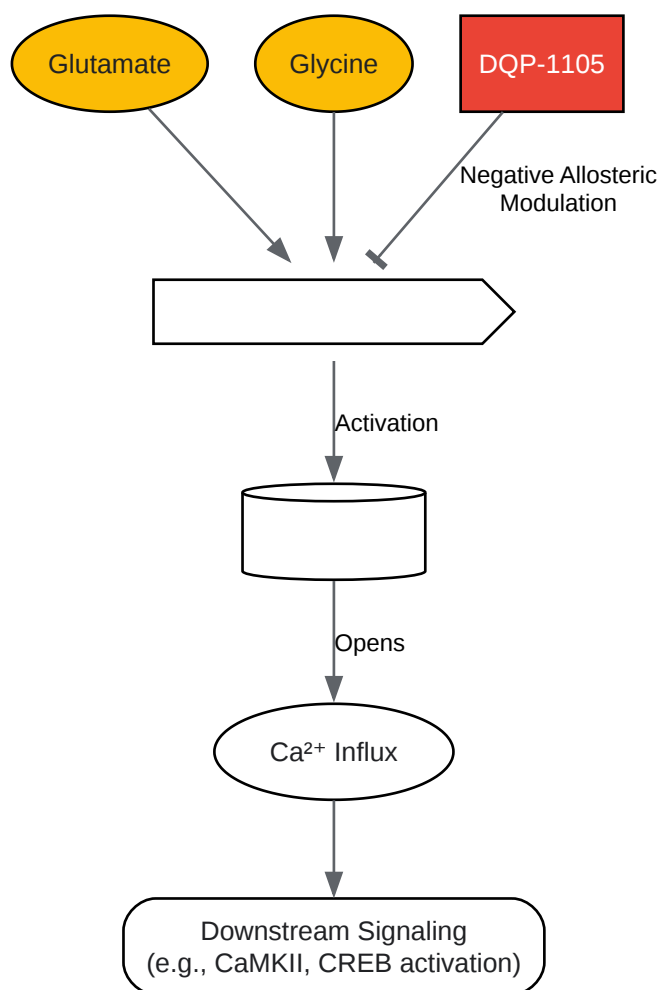 Glutamate
Glycine
DQP-1105
Negative Allosteric
Modulation
Activation
Opens
Ca²⁺ Influx
Downstream Signaling
(e.g., CaMKII, CREB activation)